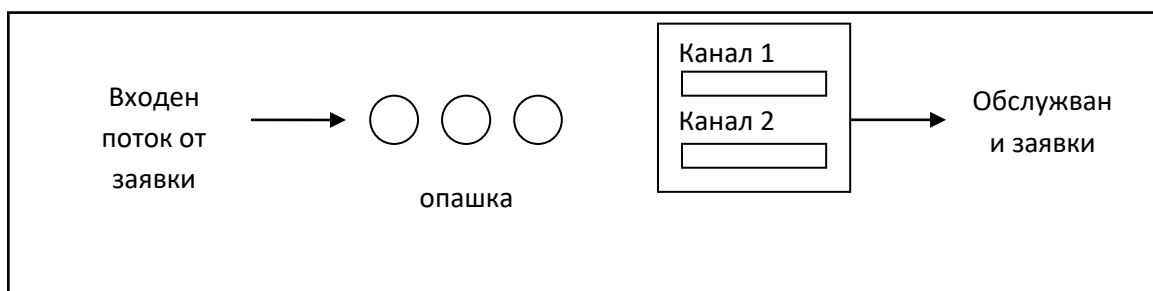 Входен
поток от
заявки
опашка
Канал 1
Канал 2
Обслужван
и заявки